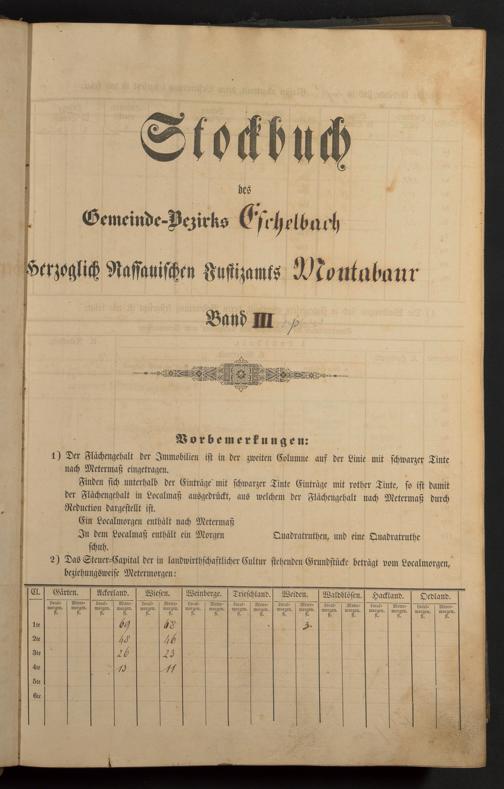 Stockbuch
des
Gemeinde-Bezirks Eschelbach
Herzoglich Nassauischen Justizamts Montabaur
Band III
Vorbemerkungen:
1) Der Flächengehalt der Immobilien ist in der zweiten Columne auf der Linie mit schwarzer Tinte
nach Metermaß eingetragen.
Finden sich unterhalb der Einträge mit schwarzer Tinte Einträge mit rother Tinte, so ist damit
der Flächengehalt in Localmaß ausgedrückt, aus welchem der Flächengehalt nach Metermaß durch
Reduction dargestellt ist.
Ein Localmorgen enthält nach Metermaß
In dem Localmaß enthält ein Morgen Quadratruthen, und eine Quadratruthe
schuh.
2) Das Steuer-Capital der in landwirthschaftlicher Cultur stehenden Grundstücke beträgt vom Localmorgen,
beziehungsweise Metermorgen:
Cl. Gärten. Ackerland. Wiesen. Weinberge. Trieschland. Weiden. Waldblösen. Hackland. Oedland.
1te 69 68 3
2te 48 46
3te 26 23
4te 13 11
5te
6te